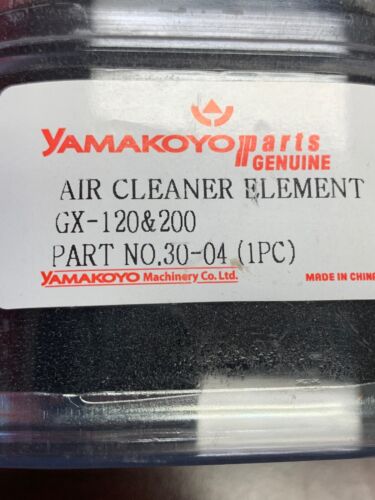 YAMAKOYO parts
GENUINE
AIR CLEANER ELEMENT
GX-120&200
PART NO.30-04 (1PC)
YAMAKOYO Machinery Co. Ltd.
MADE IN CHINA